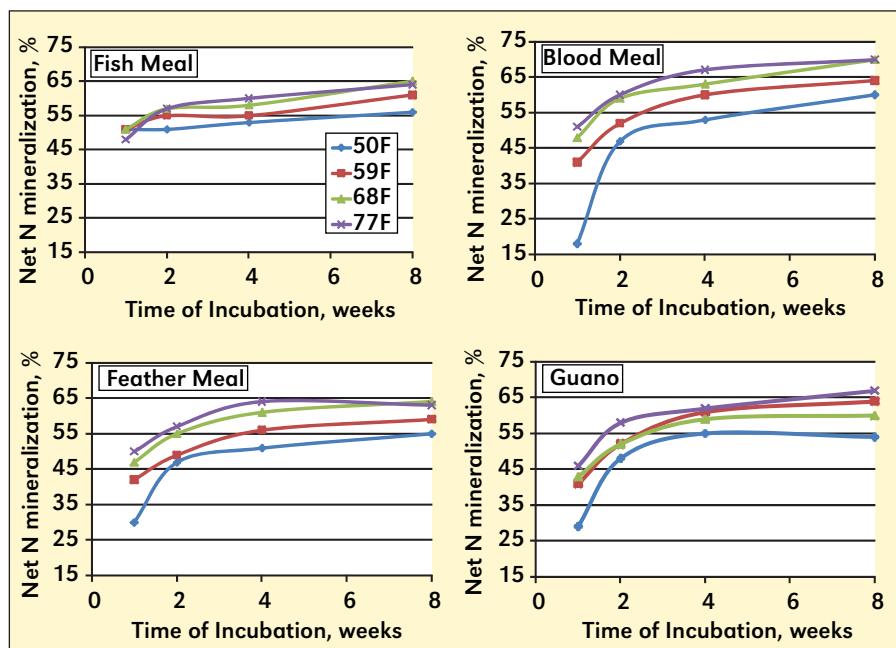 Fish Meal
Net N mineralization, %
75
65
55
45
35
25
15
50F
59F
68F
77F
0 2 4 6 8
Time of Incubation, weeks
Blood Meal
Net N mineralization, %
75
65
55
45
35
25
15
0 2 4 6 8
Time of Incubation, weeks
Feather Meal
Net N mineralization, %
75
65
55
45
35
25
15
0 2 4 6 8
Time of Incubation, weeks
Guano
Net N mineralization, %
75
65
55
45
35
25
15
0 2 4 6 8
Time of Incubation, weeks